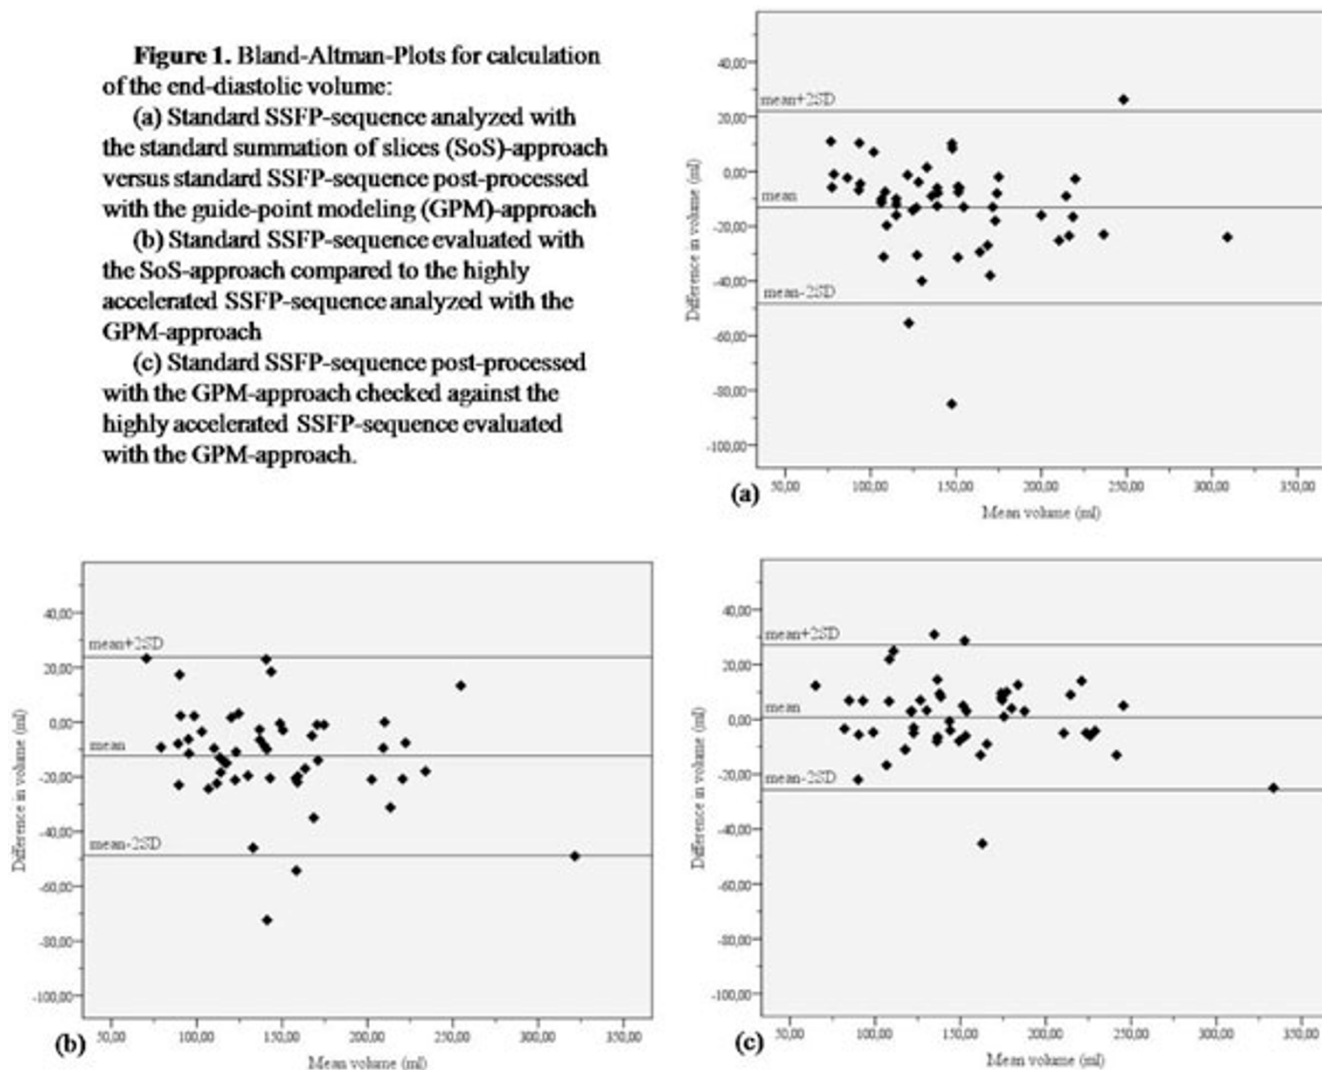 Figure 1. Bland-Altman-Plots for calculation
of the end-diastolic volume:
(a) Standard SSFP-sequence analyzed with
the standard summation of slices (SoS)-approach
versus standard SSFP-sequence post-processed
with the guide-point modeling (GPM)-approach
(b) Standard SSFP-sequence evaluated with
the SoS-approach compared to the highly
accelerated SSFP-sequence analyzed with the
GPM-approach
(c) Standard SSFP-sequence post-processed
with the GPM-approach checked against the
highly accelerated SSFP-sequence evaluated
with the GPM-approach.
Difference in volume (ml)
40,00
mean+2SD
20,00
0,00
mean
-20,00
-40,00
mean-2SD
-60,00
-80,00
-100,00
50,00 100,00 150,00 200,00 250,00 300,00 350,00
(a)
Mean volume (ml)
Difference in volume (ml)
40,00
mean+2SD
20,00
0,00
mean
-20,00
-40,00
mean-2SD
-60,00
-80,00
-100,00
50,00 100,00 150,00 200,00 250,00 300,00 350,00
(b)
Mean volume (ml)
Difference in volume (ml)
40,00
mean+2SD
20,00
mean
0,00
-20,00
mean-2SD
-40,00
-60,00
-80,00
-100,00
50,00 100,00 150,00 200,00 250,00 300,00 350,00
(c)
Mean volume (ml)